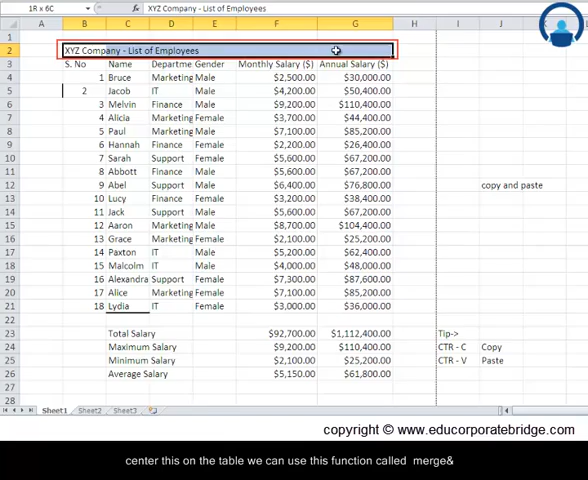 1R x 6C fx XYZ Company - List of Employees
A B C D E F G H I J K
1
2 XYZ Company - List of Employees
3 S. No Name Departme Gender Monthly Salary ($) Annual Salary ($)
4 1 Bruce Marketing Male $2,500.00 $30,000.00
5 2 Jacob IT Male $4,200.00 $50,400.00
6 3 Melvin Finance Male $9,200.00 $110,400.00
7 4 Alicia Marketing Female $3,700.00 $44,400.00
8 5 Paul Marketing Male $7,100.00 $85,200.00
9 6 Hannah Finance Female $2,200.00 $26,400.00
10 7 Sarah Support Female $5,600.00 $67,200.00
11 8 Abbott Finance Male $5,600.00 $67,200.00
12 9 Abel Support Male $6,400.00 $76,800.00 copy and paste
13 10 Lucy Finance Female $3,200.00 $38,400.00
14 11 Jack Support Male $5,600.00 $67,200.00
15 12 Aaron Marketing Male $8,700.00 $104,400.00
16 13 Grace Marketing Female $2,100.00 $25,200.00
17 14 Paxton IT Male $5,200.00 $62,400.00
18 15 Malcolm IT Male $4,000.00 $48,000.00
19 16 Alexandra Support Female $7,300.00 $87,600.00
20 17 Alice Marketing Female $7,100.00 $85,200.00
21 18 Lydia IT Female $3,000.00 $36,000.00
22
23 Total Salary $92,700.00 $1,112,400.00 Tip->
24 Maximum Salary $9,200.00 $110,400.00 CTR - C Copy
25 Minimum Salary $2,100.00 $25,200.00 CTR - V Paste
26 Average Salary $5,150.00 $61,800.00
27
28
Sheet1 Sheet2 Sheet3
copyright © www.educorporatebridge.com
center this on the table we can use this function called merge&